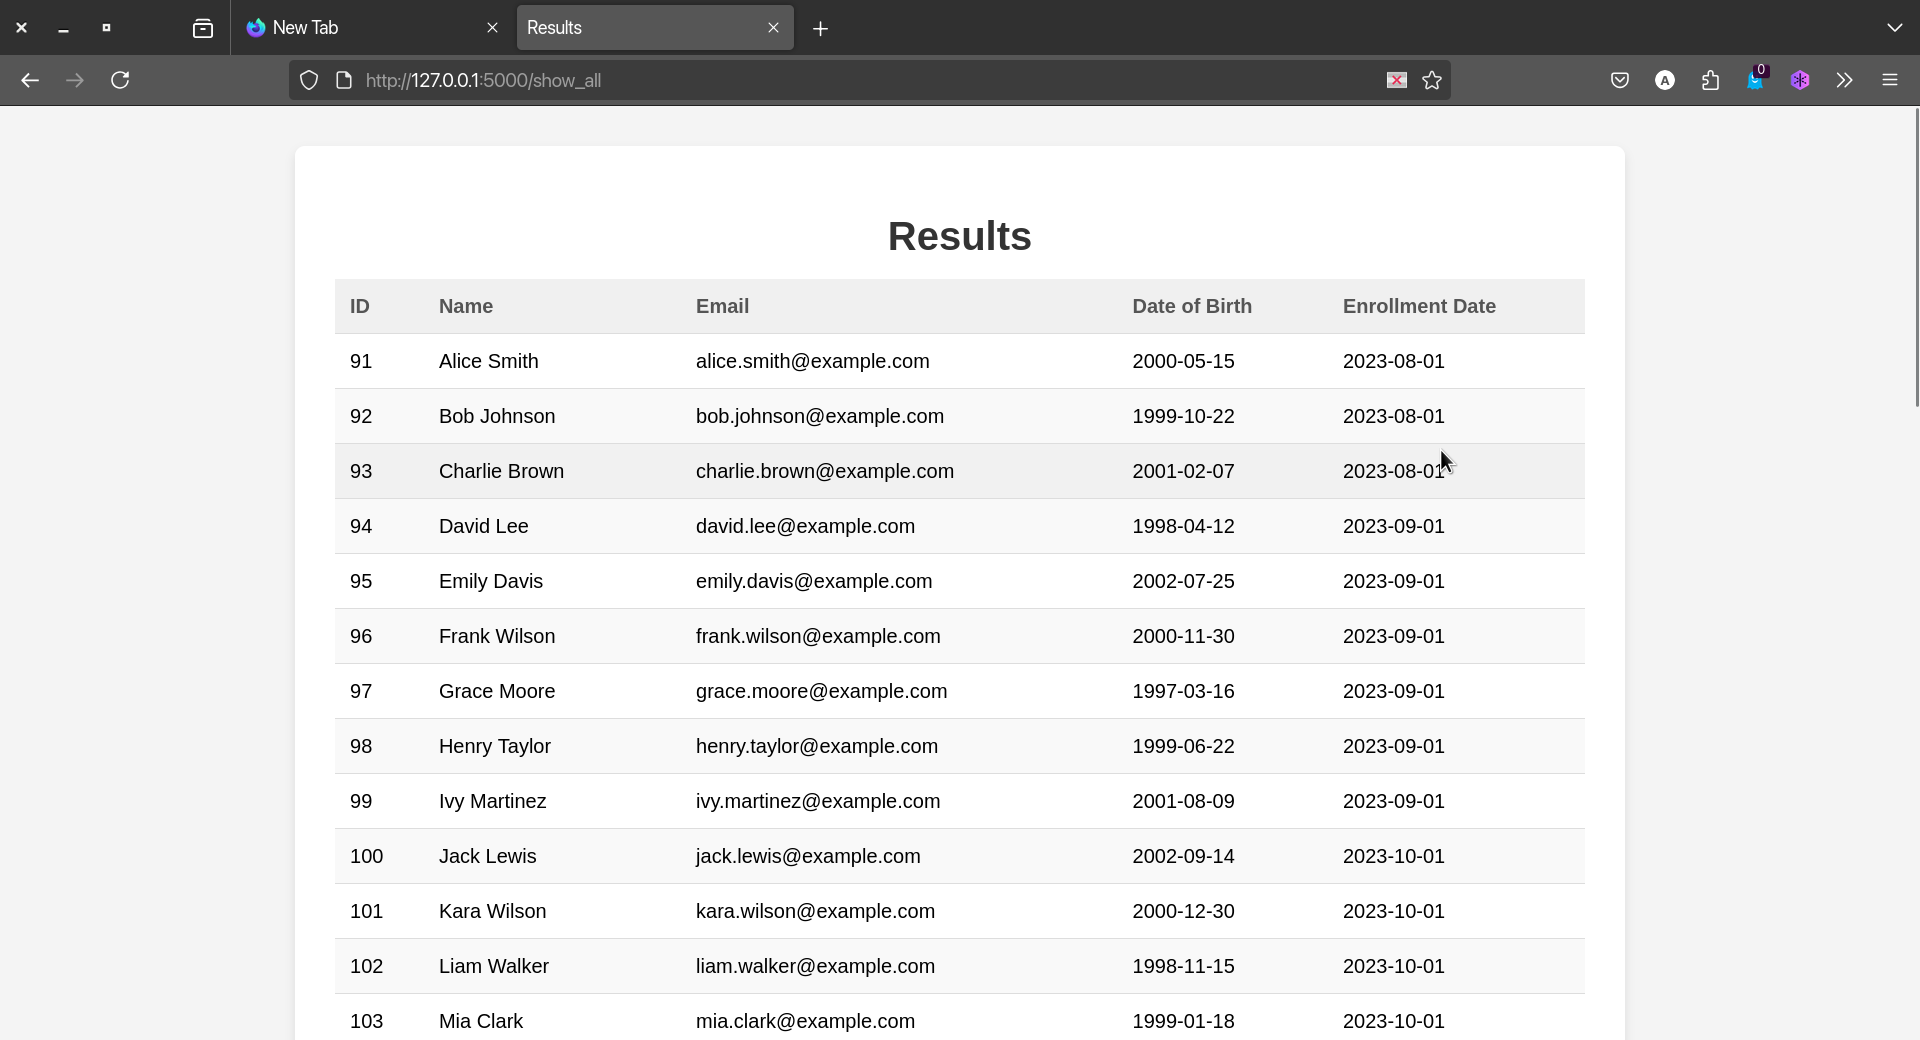 New Tab
Results
http://127.0.0.1:5000/show_all
A
0
Results
ID Name Email Date of Birth Enrollment Date
91 Alice Smith alice.smith@example.com 2000-05-15 2023-08-01
92 Bob Johnson bob.johnson@example.com 1999-10-22 2023-08-01
93 Charlie Brown charlie.brown@example.com 2001-02-07 2023-08-01
94 David Lee david.lee@example.com 1998-04-12 2023-09-01
95 Emily Davis emily.davis@example.com 2002-07-25 2023-09-01
96 Frank Wilson frank.wilson@example.com 2000-11-30 2023-09-01
97 Grace Moore grace.moore@example.com 1997-03-16 2023-09-01
98 Henry Taylor henry.taylor@example.com 1999-06-22 2023-09-01
99 Ivy Martinez ivy.martinez@example.com 2001-08-09 2023-09-01
100 Jack Lewis jack.lewis@example.com 2002-09-14 2023-10-01
101 Kara Wilson kara.wilson@example.com 2000-12-30 2023-10-01
102 Liam Walker liam.walker@example.com 1998-11-15 2023-10-01
103 Mia Clark mia.clark@example.com 1999-01-18 2023-10-01